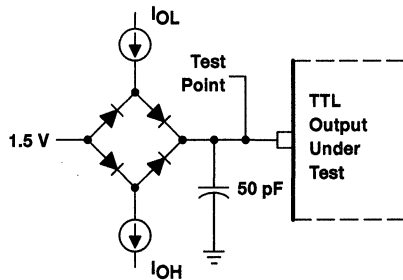 IOL
Test
Point
TTL
Output
Under
Test
1.5 V
50 pF
IOH